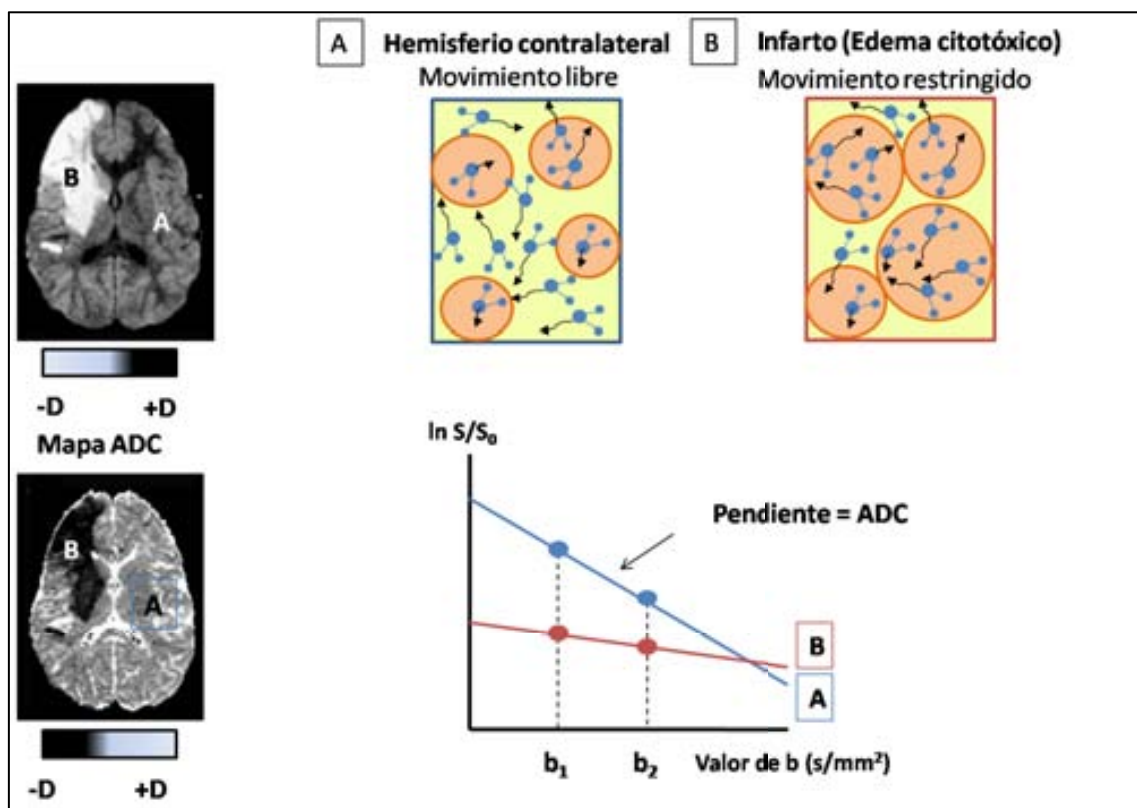 A Hemisferio contralateral
Movimiento libre
B Infarto (Edema citotóxico)
Movimiento restringido
B
A
-D +D
Mapa ADC
B
A
-D +D
ln S/S₀
Pendiente = ADC
B
A
b₁ b₂ Valor de b (s/mm²)